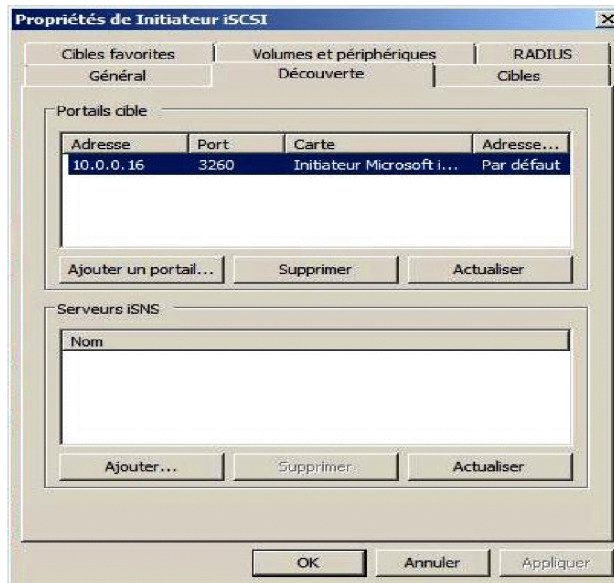 Propriétés de Initiateur iSCSI
Cibles favorites Volumes et périphériques RADIUS
Général Découverte Cibles
Portails cible
Adresse Port Carte Adresse...
10.0.0.16 3260 Initiateur Microsoft i... Par défaut
Ajouter un portail... Supprimer Actualiser
Serveurs iSNS
Nom
Ajouter... Supprimer Actualiser
OK Annuler Appliquer